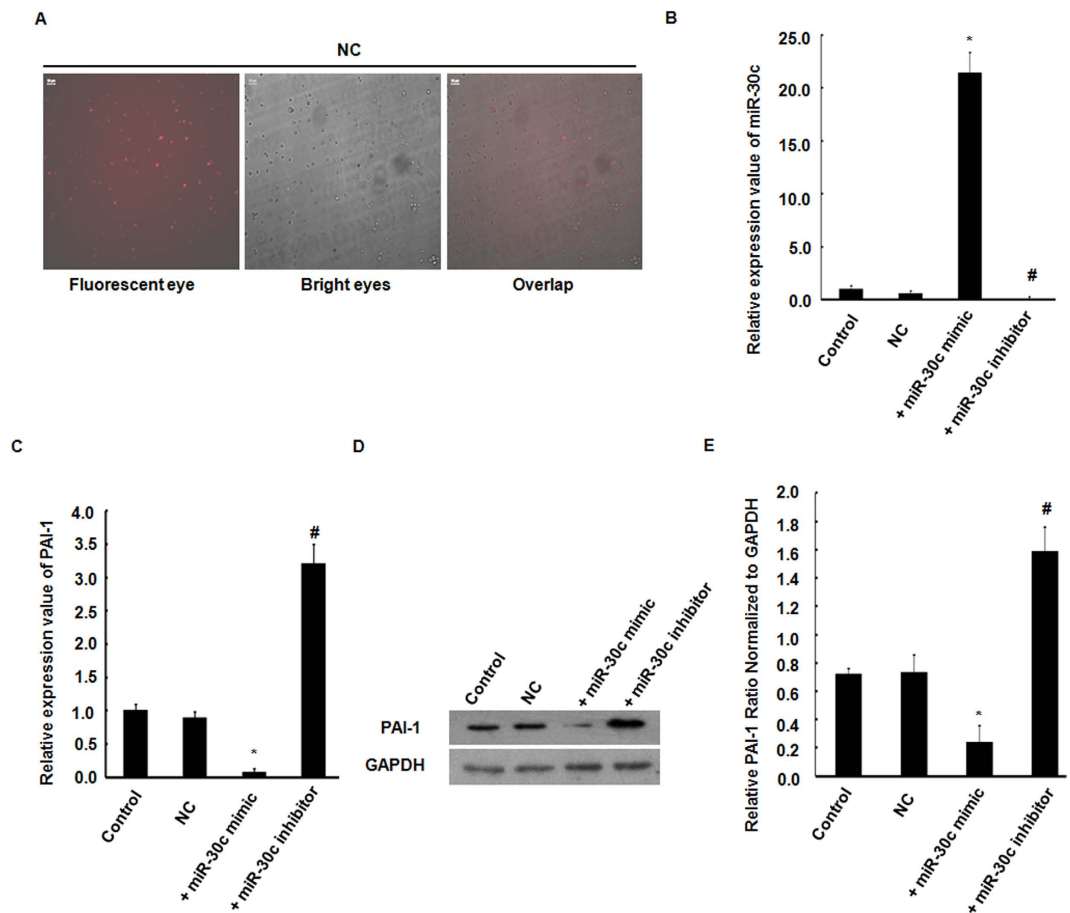 A
NC
Fluorescent eye
Bright eyes
Overlap
B
Relative expression value of miR-30c
25.0
20.0
15.0
10.0
5.0
0.0
*
#
Control
NC
+ miR-30c mimic
+ miR-30c inhibitor
C
Relative expression value of PAI-1
4.0
3.5
3.0
2.5
2.0
1.5
1.0
0.5
0.0
*
#
Control
NC
+ miR-30c mimic
+ miR-30c inhibitor
D
Control
NC
+ miR-30c mimic
+ miR-30c inhibitor
PAI-1
GAPDH
E
Relative PAI-1 Ratio Normalized to GAPDH
2.0
1.8
1.6
1.4
1.2
1.0
0.8
0.6
0.4
0.2
0.0
*
#
Control
NC
+ miR-30c mimic
+ miR-30c inhibitor